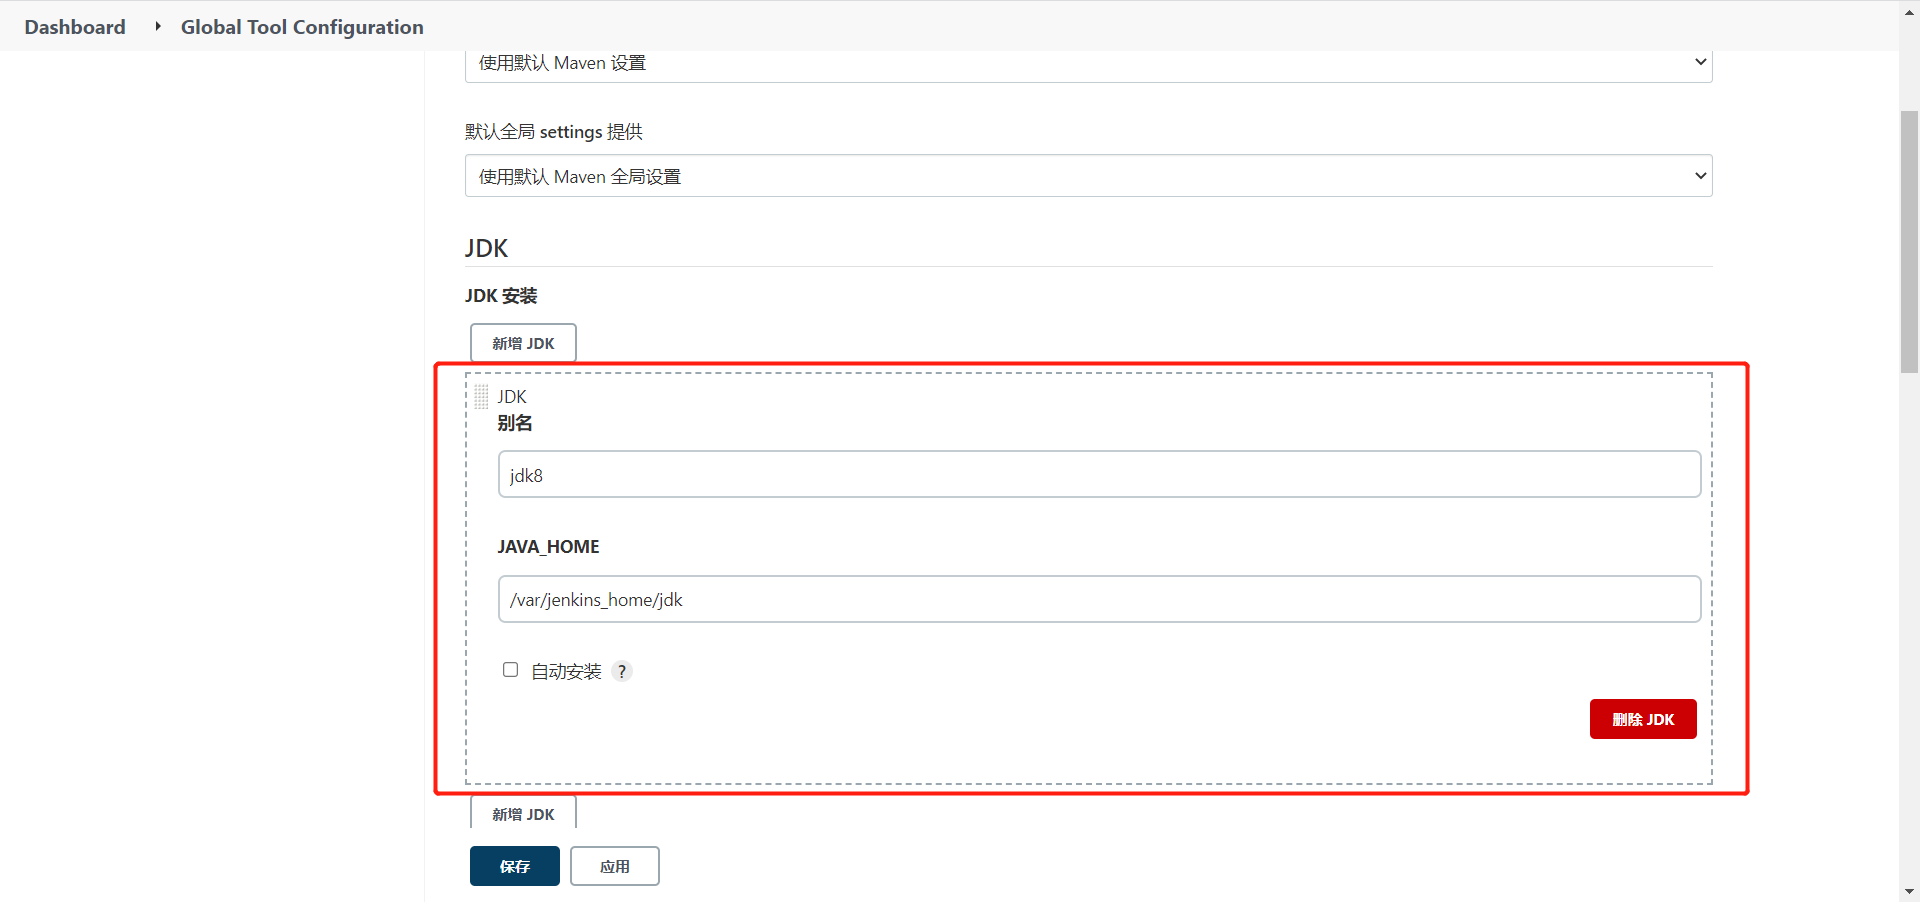 Dashboard Global Tool Configuration
使用默认 Maven 设置
默认全局 settings 提供
使用默认 Maven 全局设置
JDK
JDK 安装
新增 JDK
JDK
别名
jdk8
JAVA_HOME
/var/jenkins_home/jdk
自动安装 ?
删除 JDK
新增 JDK
保存 应用